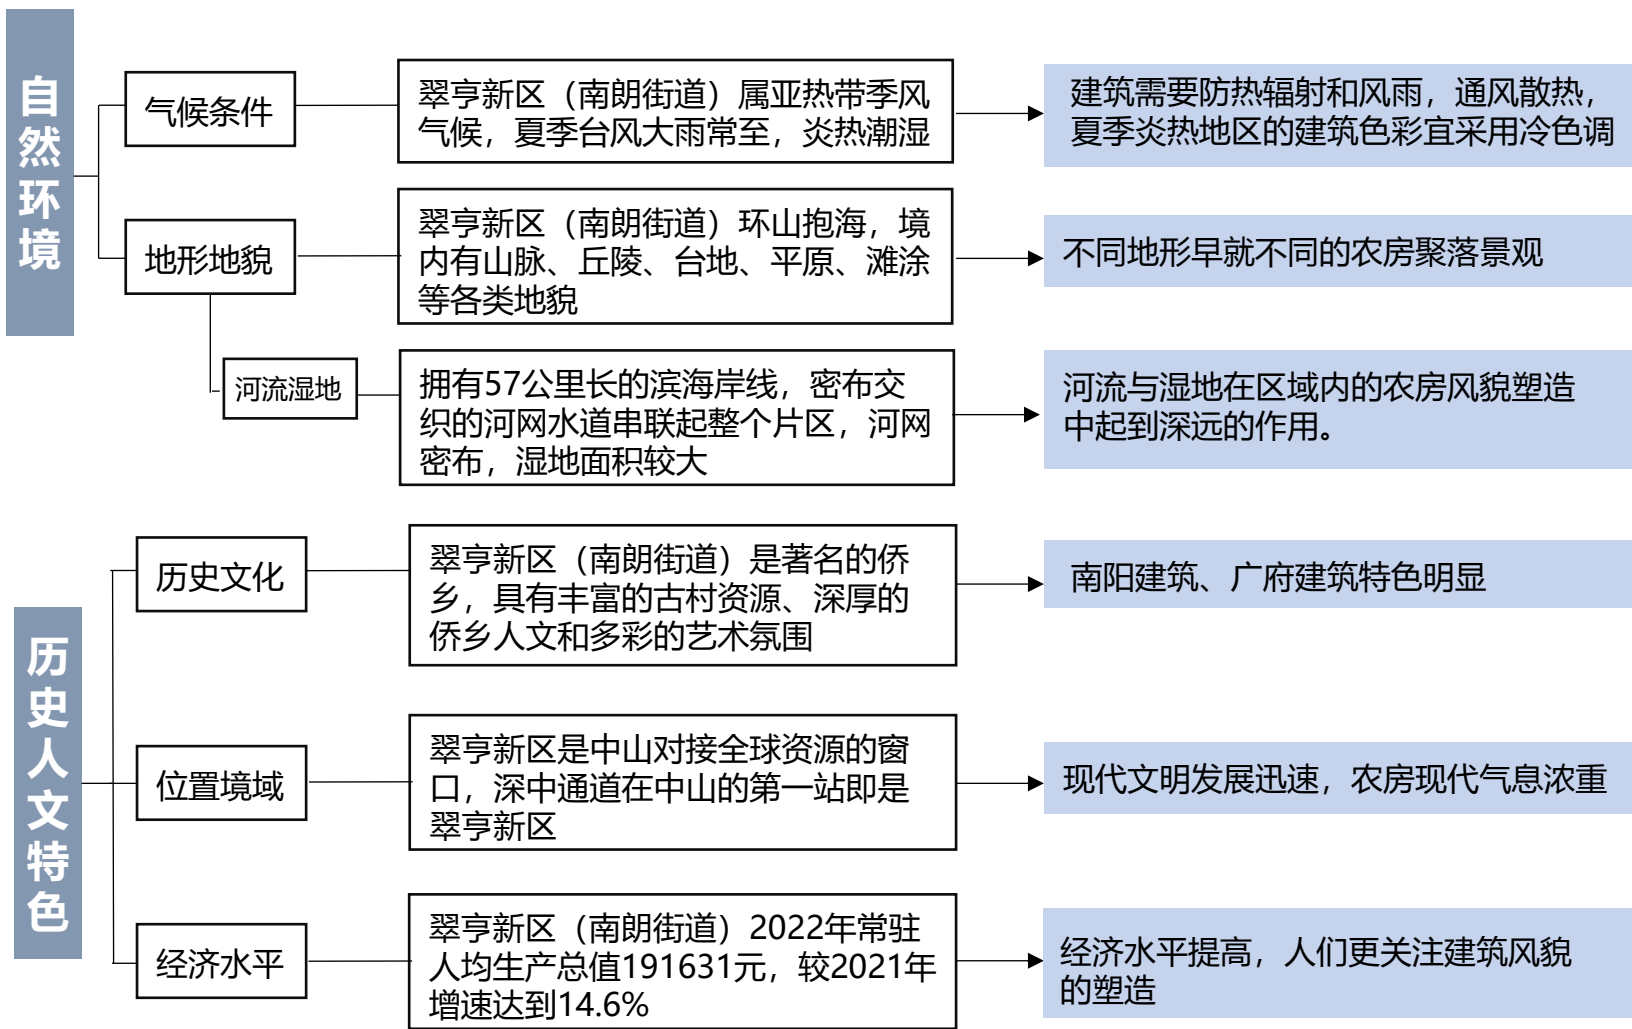 自然环境
气候条件
翠亨新区（南朗街道）属亚热带季风
气候，夏季台风大雨常至，炎热潮湿
建筑需要防热辐射和风雨，通风散热，
夏季炎热地区的建筑色彩宜采用冷色调
地形地貌
翠亨新区（南朗街道）环山抱海，境
内有山脉、丘陵、台地、平原、滩涂
等各类地貌
不同地形早就不同的农房聚落景观
河流湿地
拥有57公里长的滨海岸线，密布交
织的河网水道串联起整个片区，河网
密布，湿地面积较大
河流与湿地在区域内的农房风貌塑造
中起到深远的作用。
历史人文特色
历史文化
翠亨新区（南朗街道）是著名的侨
乡，具有丰富的古村资源、深厚的
侨乡人文和多彩的艺术氛围
南阳建筑、广府建筑特色明显
位置境域
翠亨新区是中山对接全球资源的窗
口，深中通道在中山的第一站即是
翠亨新区
现代文明发展迅速，农房现代气息浓重
经济水平
翠亨新区（南朗街道）2022年常驻
人均生产总值191631元，较2021年
增速达到14.6%
经济水平提高，人们更关注建筑风貌
的塑造